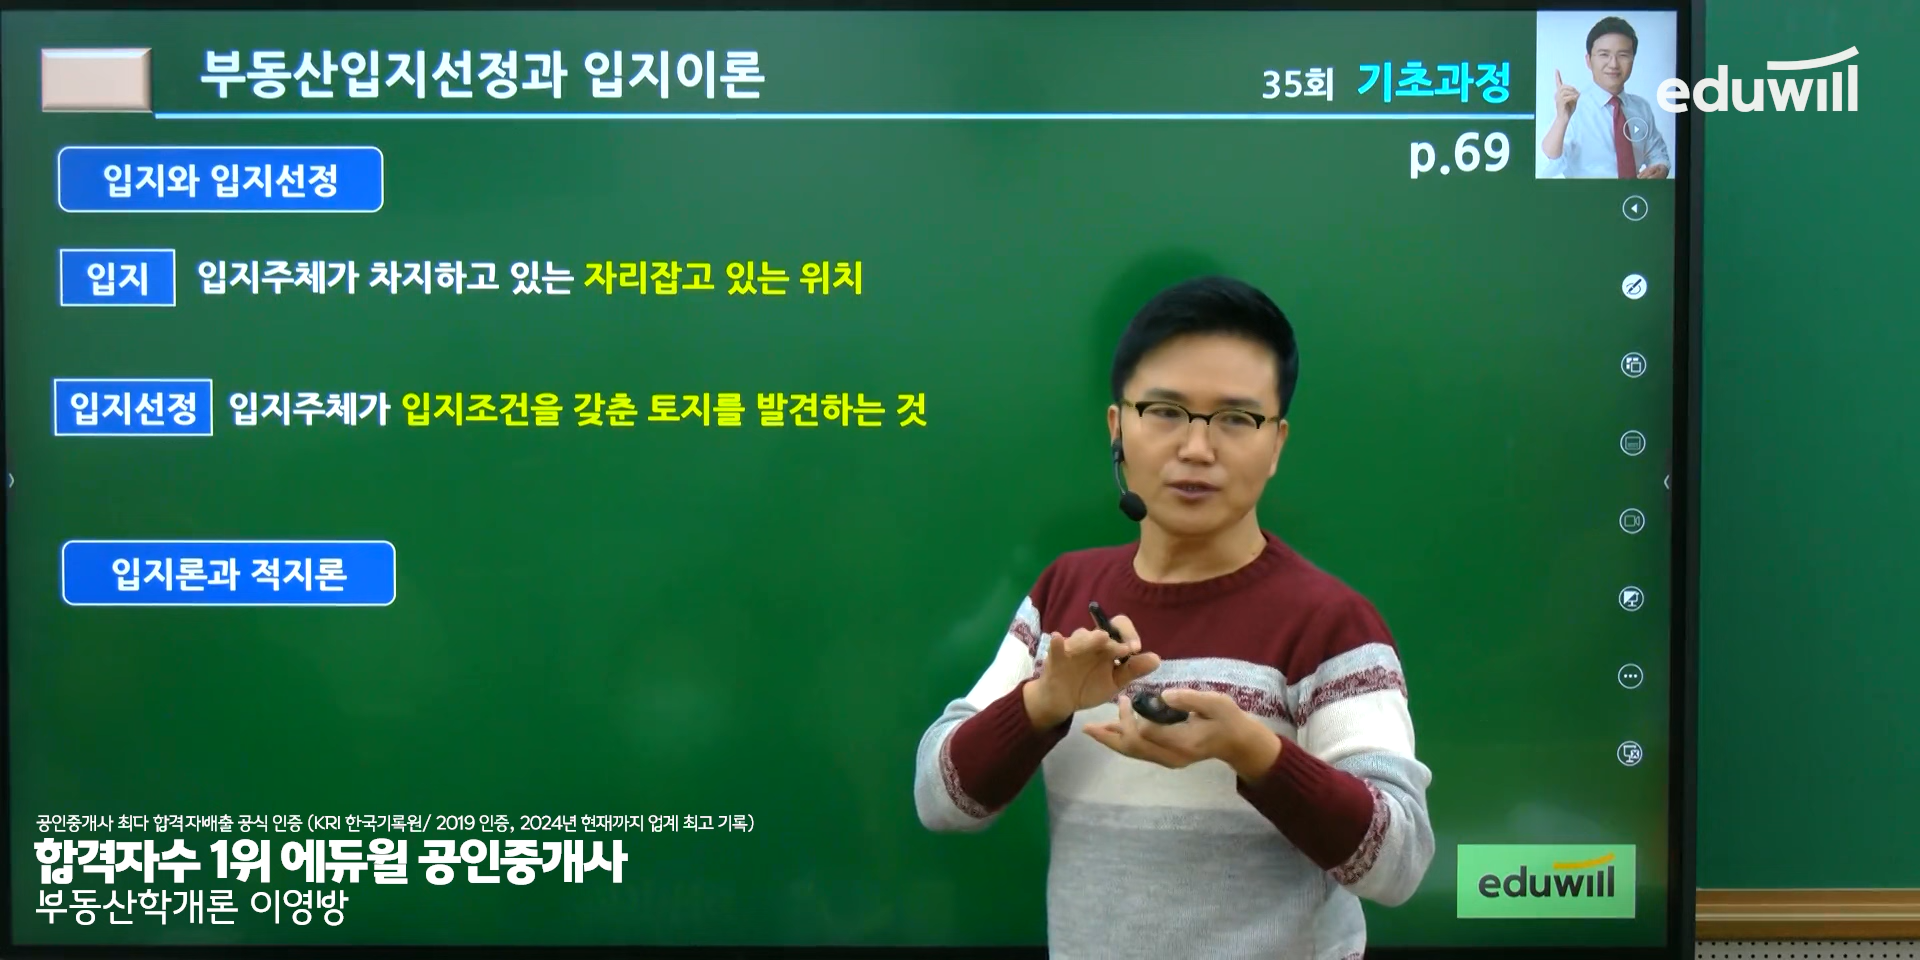 부동산입지선정과 입지이론
35회 기초과정
eduwill
p.69
입지와 입지선정
입지 입지주체가 차지하고 있는 자리잡고 있는 위치
입지선정 입지주체가 입지조건을 갖춘 토지를 발견하는 것
입지론과 적지론
공인중개사 최다 합격자배출 공식 인증 (KRI 한국기록원/ 2019 인증, 2024년 현재까지 업계 최고 기록)
합격자수 1위 에듀윌 공인중개사
부동산학개론 이영방
eduwill